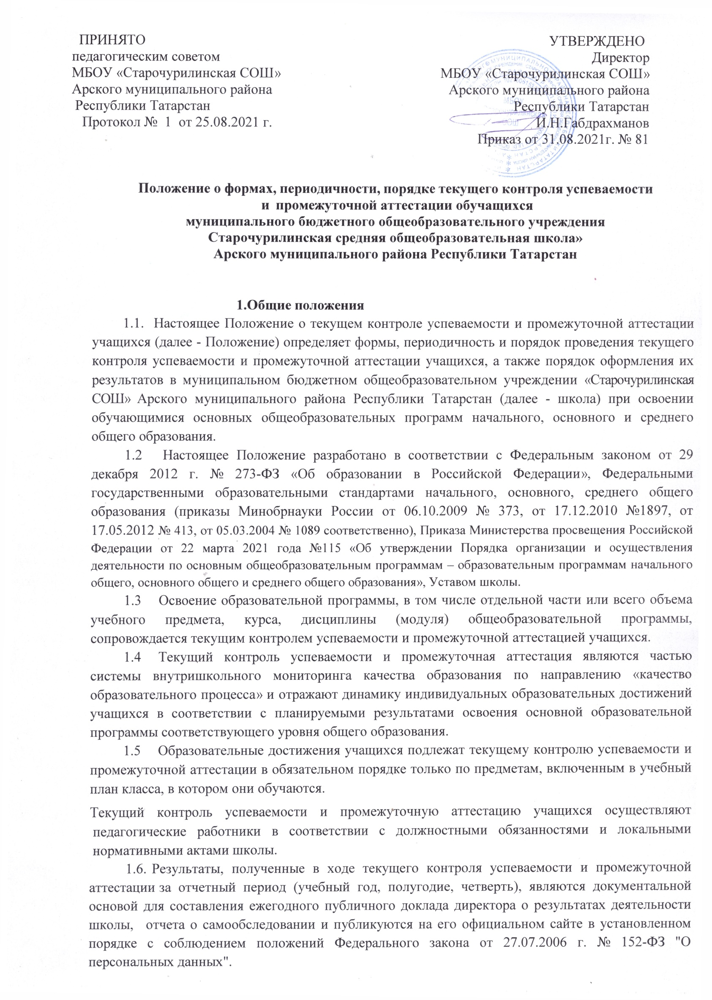 ПРИНЯТО
педагогическим советом
МБОУ «Старочурилинская СОШ»
Арского муниципального района
Республики Татарстан
Протокол № 1 от 25.08.2021 г.
УТВЕРЖДЕНО
Директор
МБОУ «Старочурилинская СОШ»
Арского муниципального района
Республики Татарстан
И.Н.Габдрахманов
Приказ от 31.08.2021г. № 81
Положение о формах, периодичности, порядке текущего контроля успеваемости
и промежуточной аттестации обучащихся
муниципального бюджетного общеобразовательного учреждения
Старочурилинская средняя общеобразовательная школа»
Арского муниципального района Республики Татарстан
1.Общие положения
1.1. Настоящее Положение о текущем контроле успеваемости и промежуточной аттестации
учащихся (далее - Положение) определяет формы, периодичность и порядок проведения текущего
контроля успеваемости и промежуточной аттестации учащихся, а также порядок оформления их
результатов в муниципальном бюджетном общеобразовательном учреждении «Старочурилинская
СОШ» Арского муниципального района Республики Татарстан (далее - школа) при освоении
обучающимися основных общеобразовательных программ начального, основного и среднего
общего образования.
1.2 Настоящее Положение разработано в соответствии с Федеральным законом от 29
декабря 2012 г. № 273-ФЗ «Об образовании в Российской Федерации», Федеральными
государственными образовательными стандартами начального, основного, среднего общего
образования (приказы Минобрнауки России от 06.10.2009 № 373, от 17.12.2010 №1897, от
17.05.2012 № 413, от 05.03.2004 № 1089 соответственно), Приказа Министерства просвещения Российской
Федерации от 22 марта 2021 года №115 «Об утверждении Порядка организации и осуществления
деятельности по основным общеобразовательным программам – образовательным программам начального
общего, основного общего и среднего общего образования», Уставом школы.
1.3 Освоение образовательной программы, в том числе отдельной части или всего объема
учебного предмета, курса, дисциплины (модуля) общеобразовательной программы,
сопровождается текущим контролем успеваемости и промежуточной аттестацией учащихся.
1.4 Текущий контроль успеваемости и промежуточная аттестация являются частью
системы внутришкольного мониторинга качества образования по направлению «качество
образовательного процесса» и отражают динамику индивидуальных образовательных достижений
учащихся в соответствии с планируемыми результатами освоения основной образовательной
программы соответствующего уровня общего образования.
1.5 Образовательные достижения учащихся подлежат текущему контролю успеваемости и
промежуточной аттестации в обязательном порядке только по предметам, включенным в учебный
план класса, в котором они обучаются.
Текущий контроль успеваемости и промежуточную аттестацию учащихся осуществляют
педагогические работники в соответствии с должностными обязанностями и локальными
нормативными актами школы.
1.6. Результаты, полученные в ходе текущего контроля успеваемости и промежуточной
аттестации за отчетный период (учебный год, полугодие, четверть), являются документальной
основой для составления ежегодного публичного доклада директора о результатах деятельности
школы, отчета о самообследовании и публикуются на его официальном сайте в установленном
порядке с соблюдением положений Федерального закона от 27.07.2006 г. № 152-ФЗ "О
персональных данных".